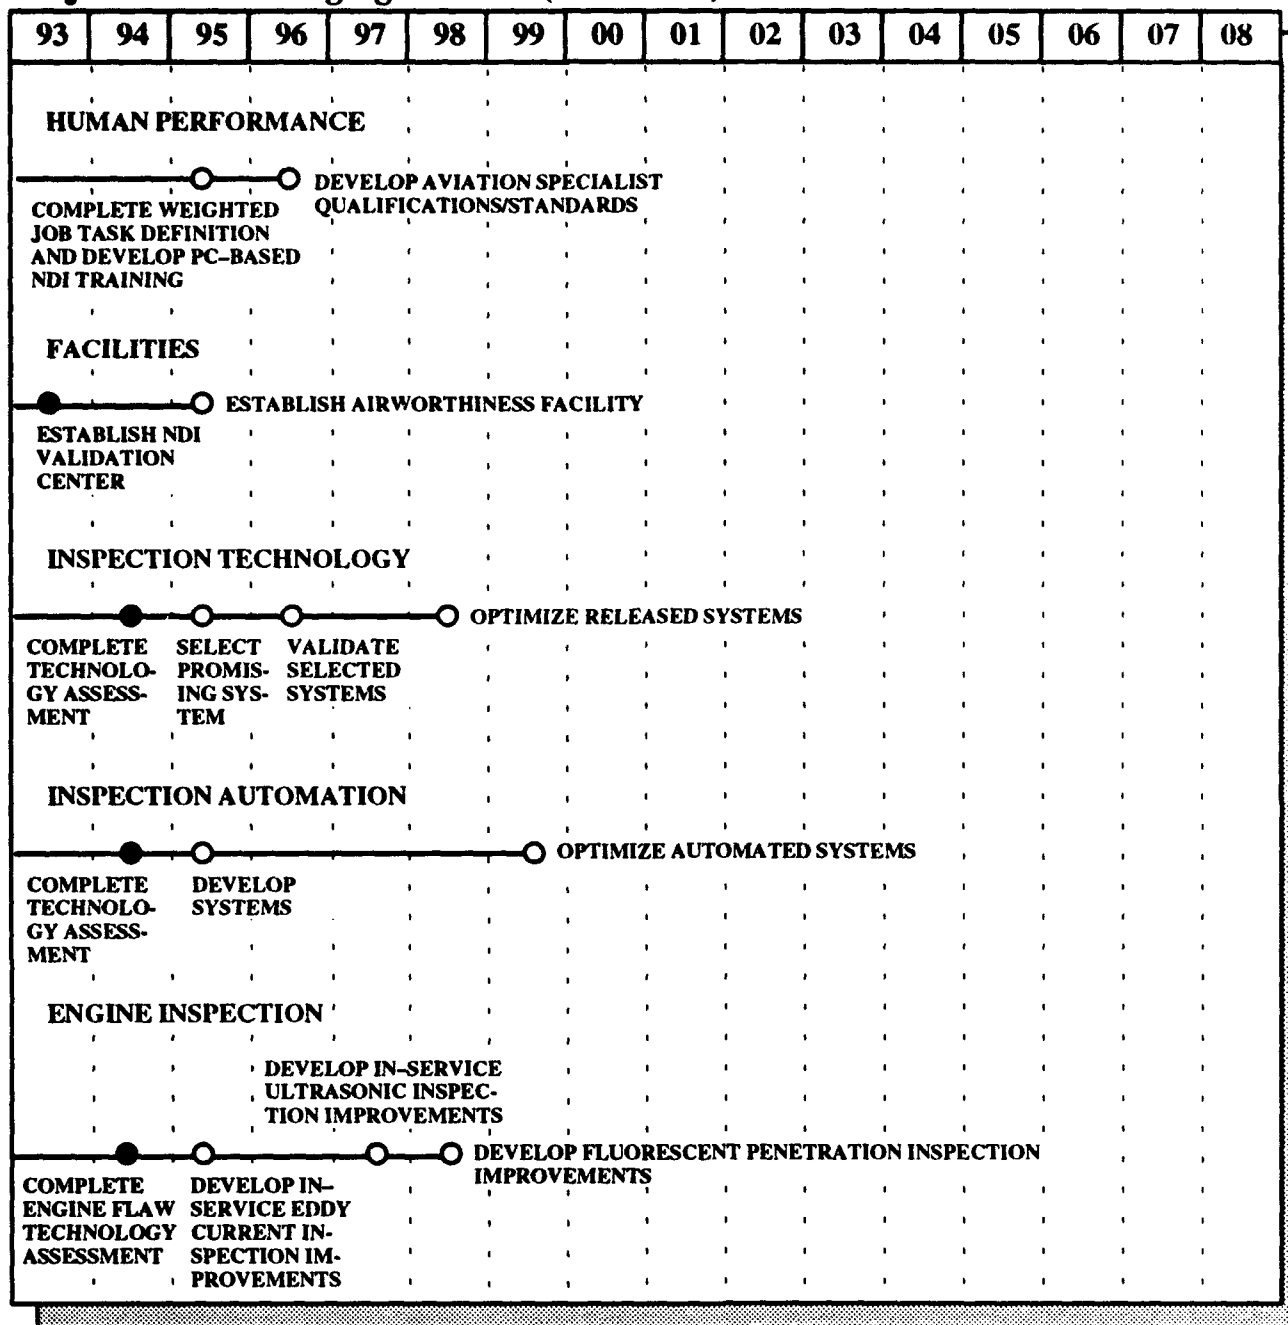 93 94 95 96 97 98 99 00 01 02 03 04 05 06 07 08
HUMAN PERFORMANCE
DEVELOP AVIATION SPECIALIST
QUALIFICATIONS/STANDARDS
COMPLETE WEIGHTED
JOB TASK DEFINITION
AND DEVELOP PC–BASED
NDI TRAINING
FACILITIES
ESTABLISH AIRWORTHINESS FACILITY
ESTABLISH NDI
VALIDATION
CENTER
INSPECTION TECHNOLOGY
OPTIMIZE RELEASED SYSTEMS
COMPLETE
TECHNOLO-
GY ASSESS-
MENT
SELECT
PROMIS-
ING SYS-
TEM
VALIDATE
SELECTED
SYSTEMS
INSPECTION AUTOMATION
OPTIMIZE AUTOMATED SYSTEMS
COMPLETE
TECHNOLO-
GY ASSESS-
MENT
DEVELOP
SYSTEMS
ENGINE INSPECTION
DEVELOP IN–SERVICE
ULTRASONIC INSPEC-
TION IMPROVEMENTS
DEVELOP FLUORESCENT PENETRATION INSPECTION
IMPROVEMENTS
COMPLETE
ENGINE FLAW
TECHNOLOGY
ASSESSMENT
DEVELOP IN–
SERVICE EDDY
CURRENT IN-
SPECTION IM-
PROVEMENTS